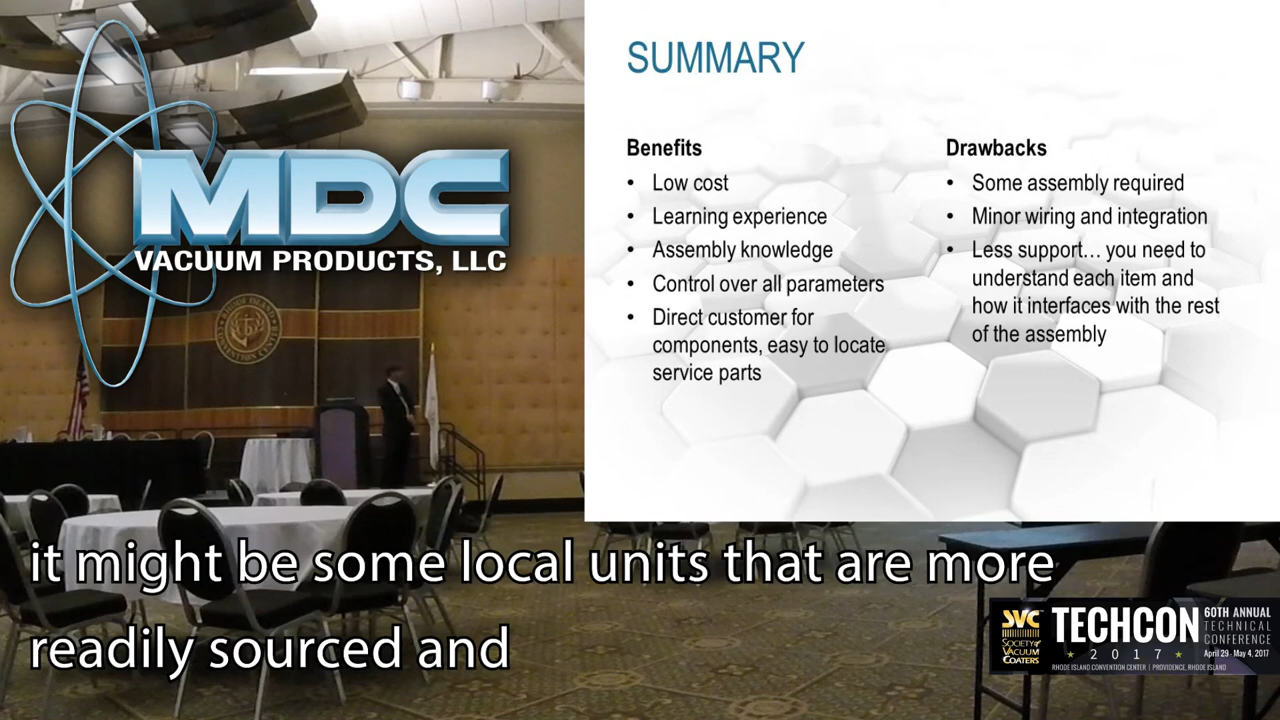 MDC
VACUUM PRODUCTS, LLC
SUMMARY
Benefits
• Low cost
• Learning experience
• Assembly knowledge
• Control over all parameters
• Direct customer for
components, easy to locate
service parts
Drawbacks
• Some assembly required
• Minor wiring and integration
• Less support... you need to
understand each item and
how it interfaces with the rest
of the assembly
RHODE ISLAND
CONVENTION CENTER
it might be some local units that are more
readily sourced and
SVC
SOCIETY of
VACUUM
COATERS
TECHCON
2017
60TH ANNUAL
TECHNICAL
CONFERENCE
April 29 - May 4, 2017
RHODE ISLAND CONVENTION CENTER | PROVIDENCE, RHODE ISLAND